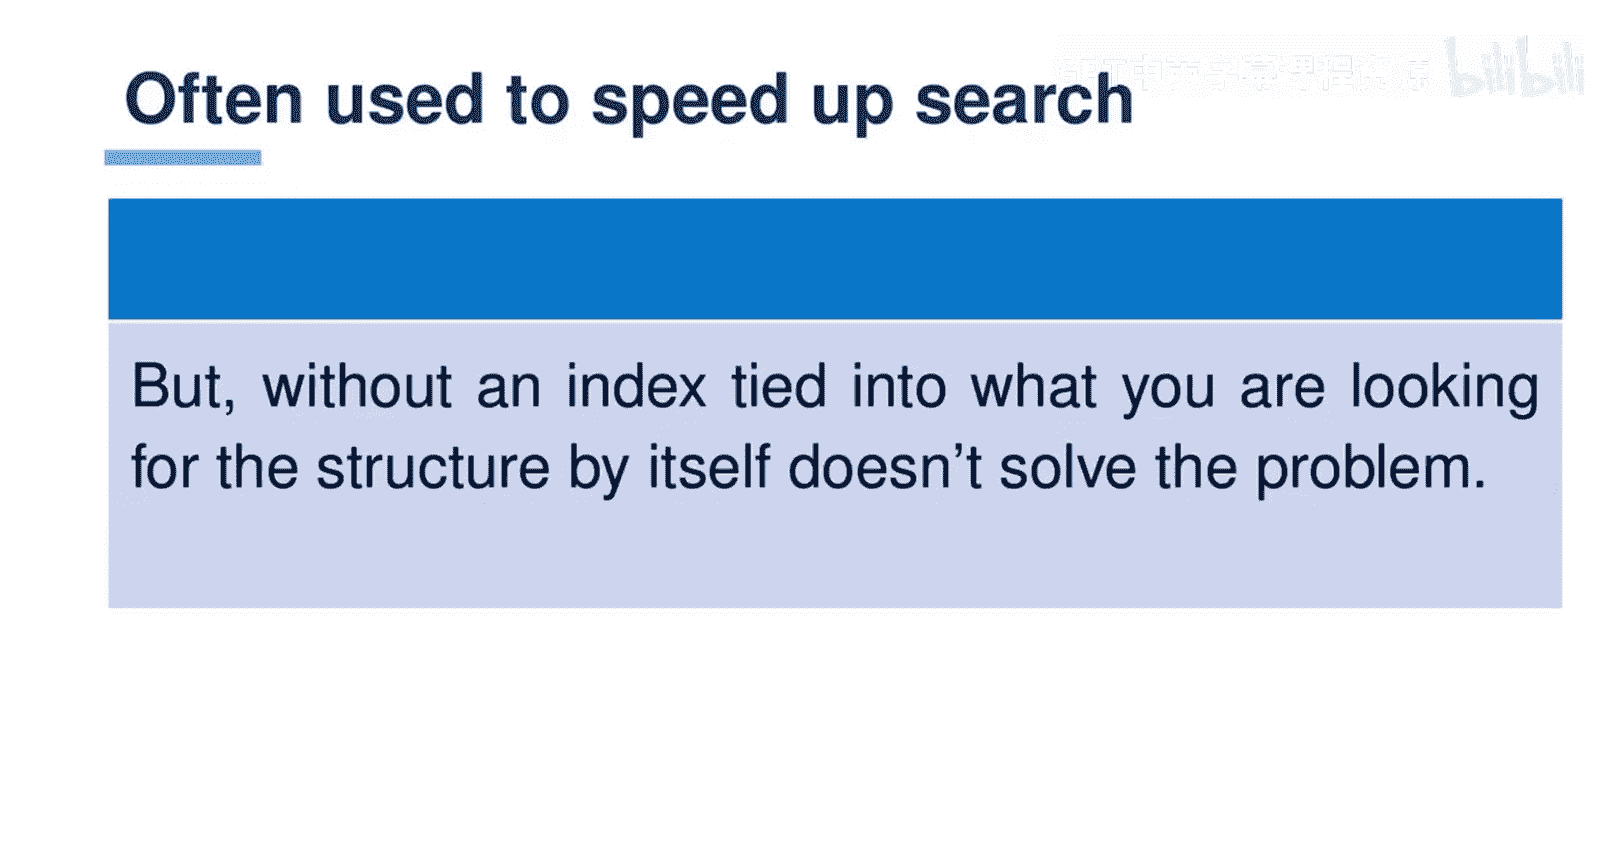 Often used to speed up search
bilibili
But, without an index tied into what you are looking
for the structure by itself doesn’t solve the problem.